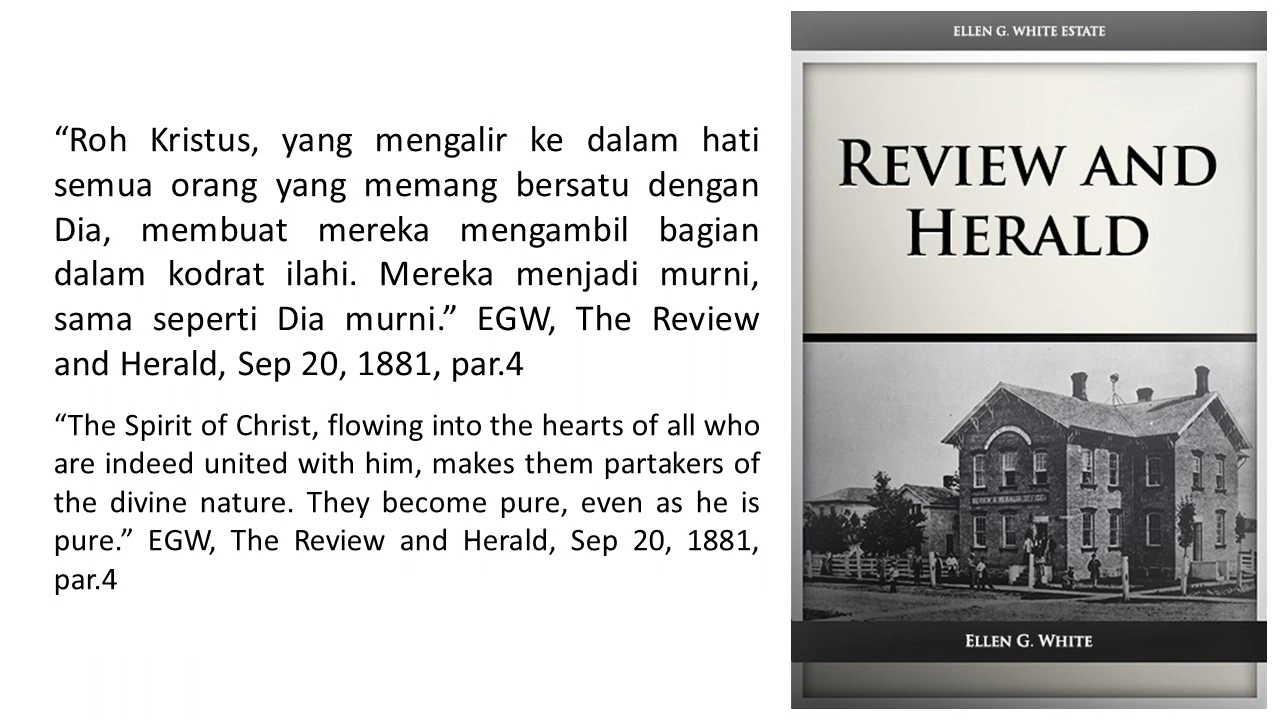 “Roh Kristus, yang mengalir ke dalam hati
semua orang yang memang bersatu dengan
Dia, membuat mereka mengambil bagian
dalam kodrat ilahi. Mereka menjadi murni,
sama seperti Dia murni.” EGW, The Review
and Herald, Sep 20, 1881, par.4
“The Spirit of Christ, flowing into the hearts of all who
are indeed united with him, makes them partakers of
the divine nature. They become pure, even as he is
pure.” EGW, The Review and Herald, Sep 20, 1881,
par.4
ELLEN G. WHITE ESTATE
REVIEW AND
HERALD
REVIEW & HERALD OFFICE
ELLEN G. WHITE